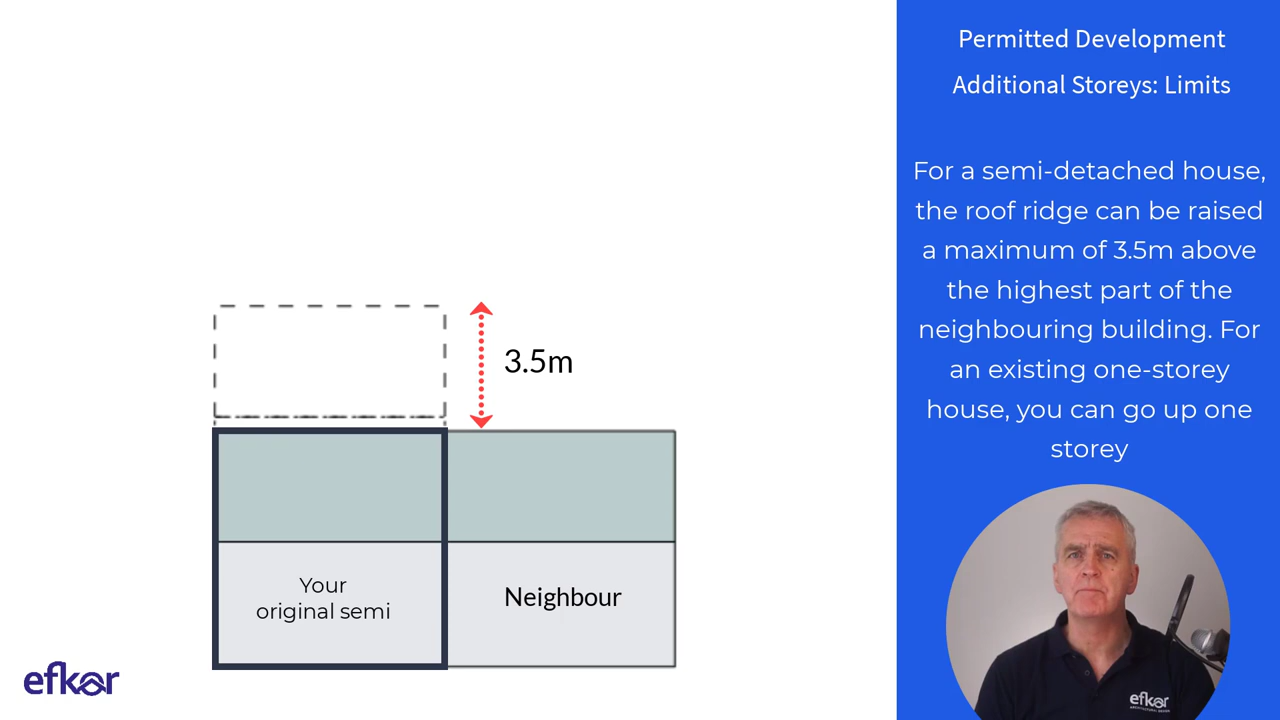 Permitted Development
Additional Storeys: Limits
For a semi-detached house,
the roof ridge can be raised
a maximum of 3.5m above
the highest part of the
neighbouring building. For
an existing one-storey
house, you can go up one
storey
3.5m
Your
original semi
Neighbour
efkar
efkar